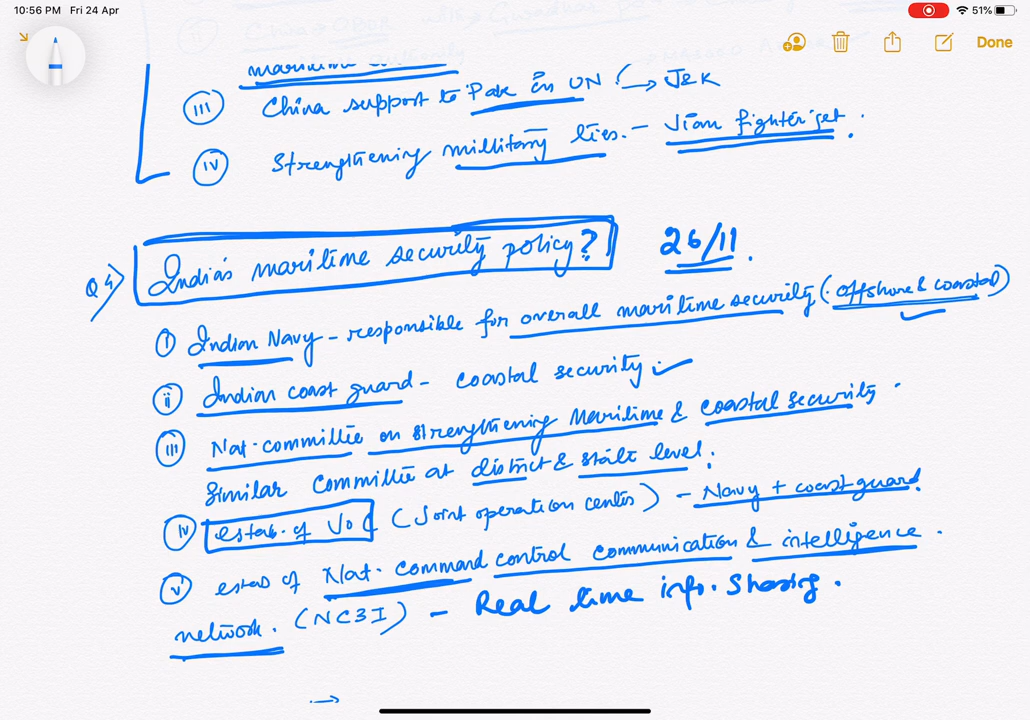 10:56 PM Fri 24 Apr
51%
Done
maritime
(iii) China support to Pak in UN → J&K
(iv) Strengthening millitary ties. – Jian fighter jet.
Q4) India's maritime security policy? 26/11.
(i) Indian Navy – responsible for overall maritime security (offshore & coastal)
(ii) Indian coast guard – coastal security ✓
(iii) Nat. committee on strengthening Maritime & coastal security.
Similar committee at district & state level.
(iv) estab. of JOC (Joint operation center) – Navy + coast guard.
(v) estab of Nat. command control communication & intelligence
network. (NC3I) – Real time info. Sharing.
→